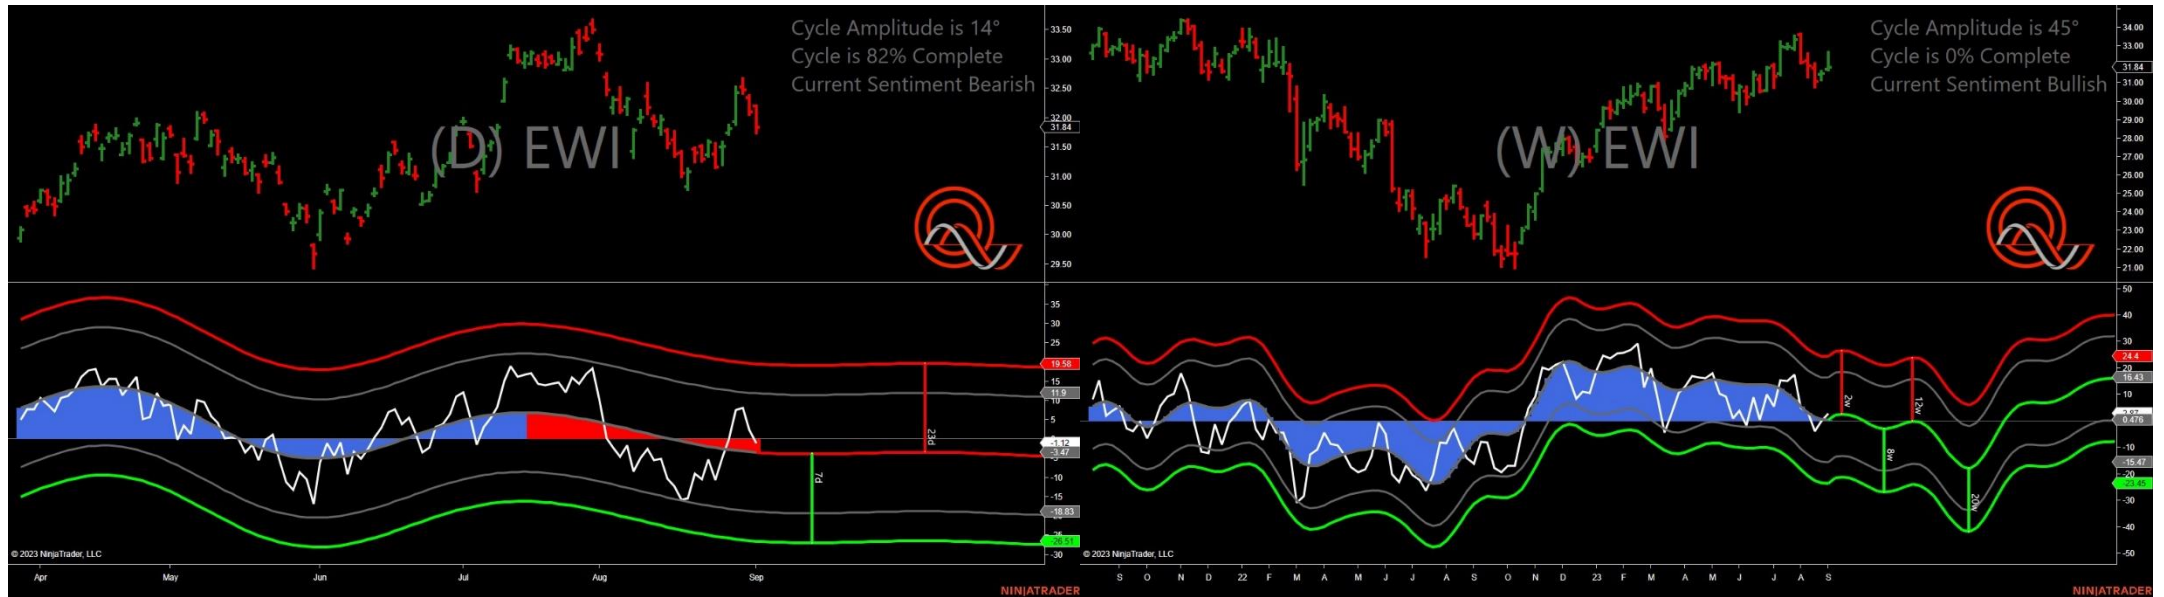 Cycle Amplitude is 14°
Cycle is 82% Complete
Current Sentiment Bearish
(D) EWI
33.50
33.00
32.50
32.00
31.84
31.50
31.00
30.50
30.00
29.50
35
30
25
19.58
15
11.9
10
5
-1.12
-3.47
-5
-10
-15
-18.83
-26.51
-30
23d
7d
© 2023 NinjaTrader, LLC
Apr
May
Jun
Jul
Aug
Sep
NINJATRADER
Cycle Amplitude is 45°
Cycle is 0% Complete
Current Sentiment Bullish
(W) EWI
34.00
33.00
31.84
31.00
30.00
29.00
28.00
27.00
26.00
25.00
24.00
23.00
22.00
21.00
50
40
30
24.4
20
16.43
10
2.87
0.476
-10
-15.47
-20
-23.45
-30
-40
-50
2w
12w
8w
20w
© 2023 NinjaTrader, LLC
S O N D 22 F M A M J J A S O N D 23 F M A M J J A S
NINJATRADER